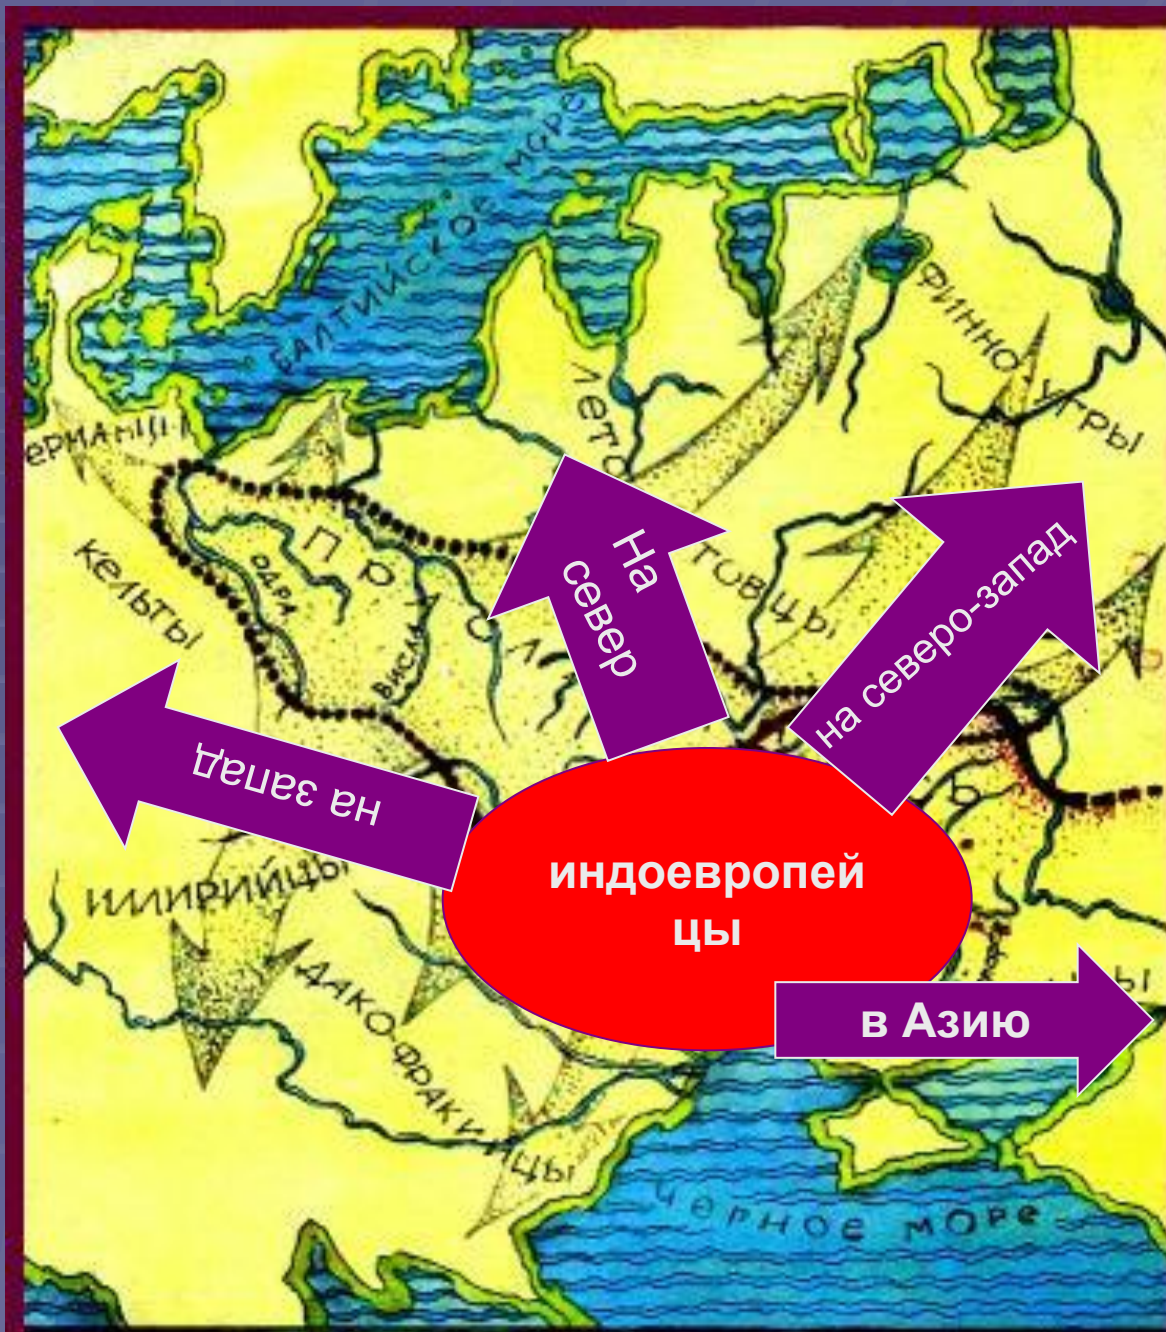 БАЛТИЙСКОЕ МОРЕ
ФИННО-УГРЫ
ЛЕТО
ТОВЦЫ
ЕРМАНЦЫ
КЕЛЬТЫ
ОДРА
ВИСЛА
На
север
на северо-запад
на запад
индоевропей
цы
в Азию
ИЛЛИРИЙЦЫ
ДАКО-ФРАКИЙЦЫ
ЧЕРНОЕ МОРЕ